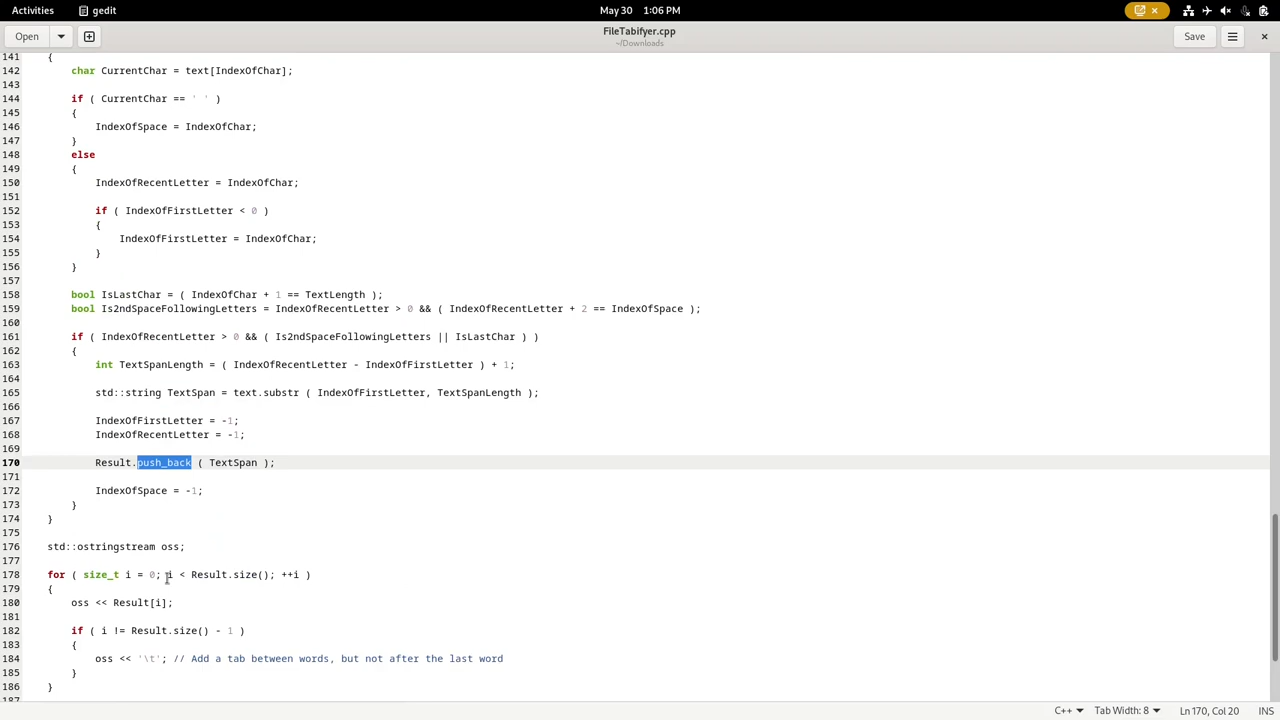 Activities gedit May 30 1:06 PM
Open FileTabifyer.cpp Save
~/Downloads
141 {
142 char CurrentChar = text[IndexOfChar];
143
144 if ( CurrentChar == ' ' )
145 {
146 IndexOfSpace = IndexOfChar;
147 }
148 else
149 {
150 IndexOfRecentLetter = IndexOfChar;
151
152 if ( IndexOfFirstLetter < 0 )
153 {
154 IndexOfFirstLetter = IndexOfChar;
155 }
156 }
157
158 bool IsLastChar = ( IndexOfChar + 1 == TextLength );
159 bool Is2ndSpaceFollowingLetters = IndexOfRecentLetter > 0 && ( IndexOfRecentLetter + 2 == IndexOfSpace );
160
161 if ( IndexOfRecentLetter > 0 && ( Is2ndSpaceFollowingLetters || IsLastChar ) )
162 {
163 int TextSpanLength = ( IndexOfRecentLetter - IndexOfFirstLetter ) + 1;
164
165 std::string TextSpan = text.substr ( IndexOfFirstLetter, TextSpanLength );
166
167 IndexOfFirstLetter = -1;
168 IndexOfRecentLetter = -1;
169
170 Result.push_back ( TextSpan );
171
172 IndexOfSpace = -1;
173 }
174 }
175
176 std::ostringstream oss;
177
178 for ( size_t i = 0; i < Result.size(); ++i )
179 {
180 oss << Result[i];
181
182 if ( i != Result.size() - 1 )
183 {
184 oss << '\t'; // Add a tab between words, but not after the last word
185 }
186 }
187
C++ Tab Width: 8 Ln 170, Col 20 INS